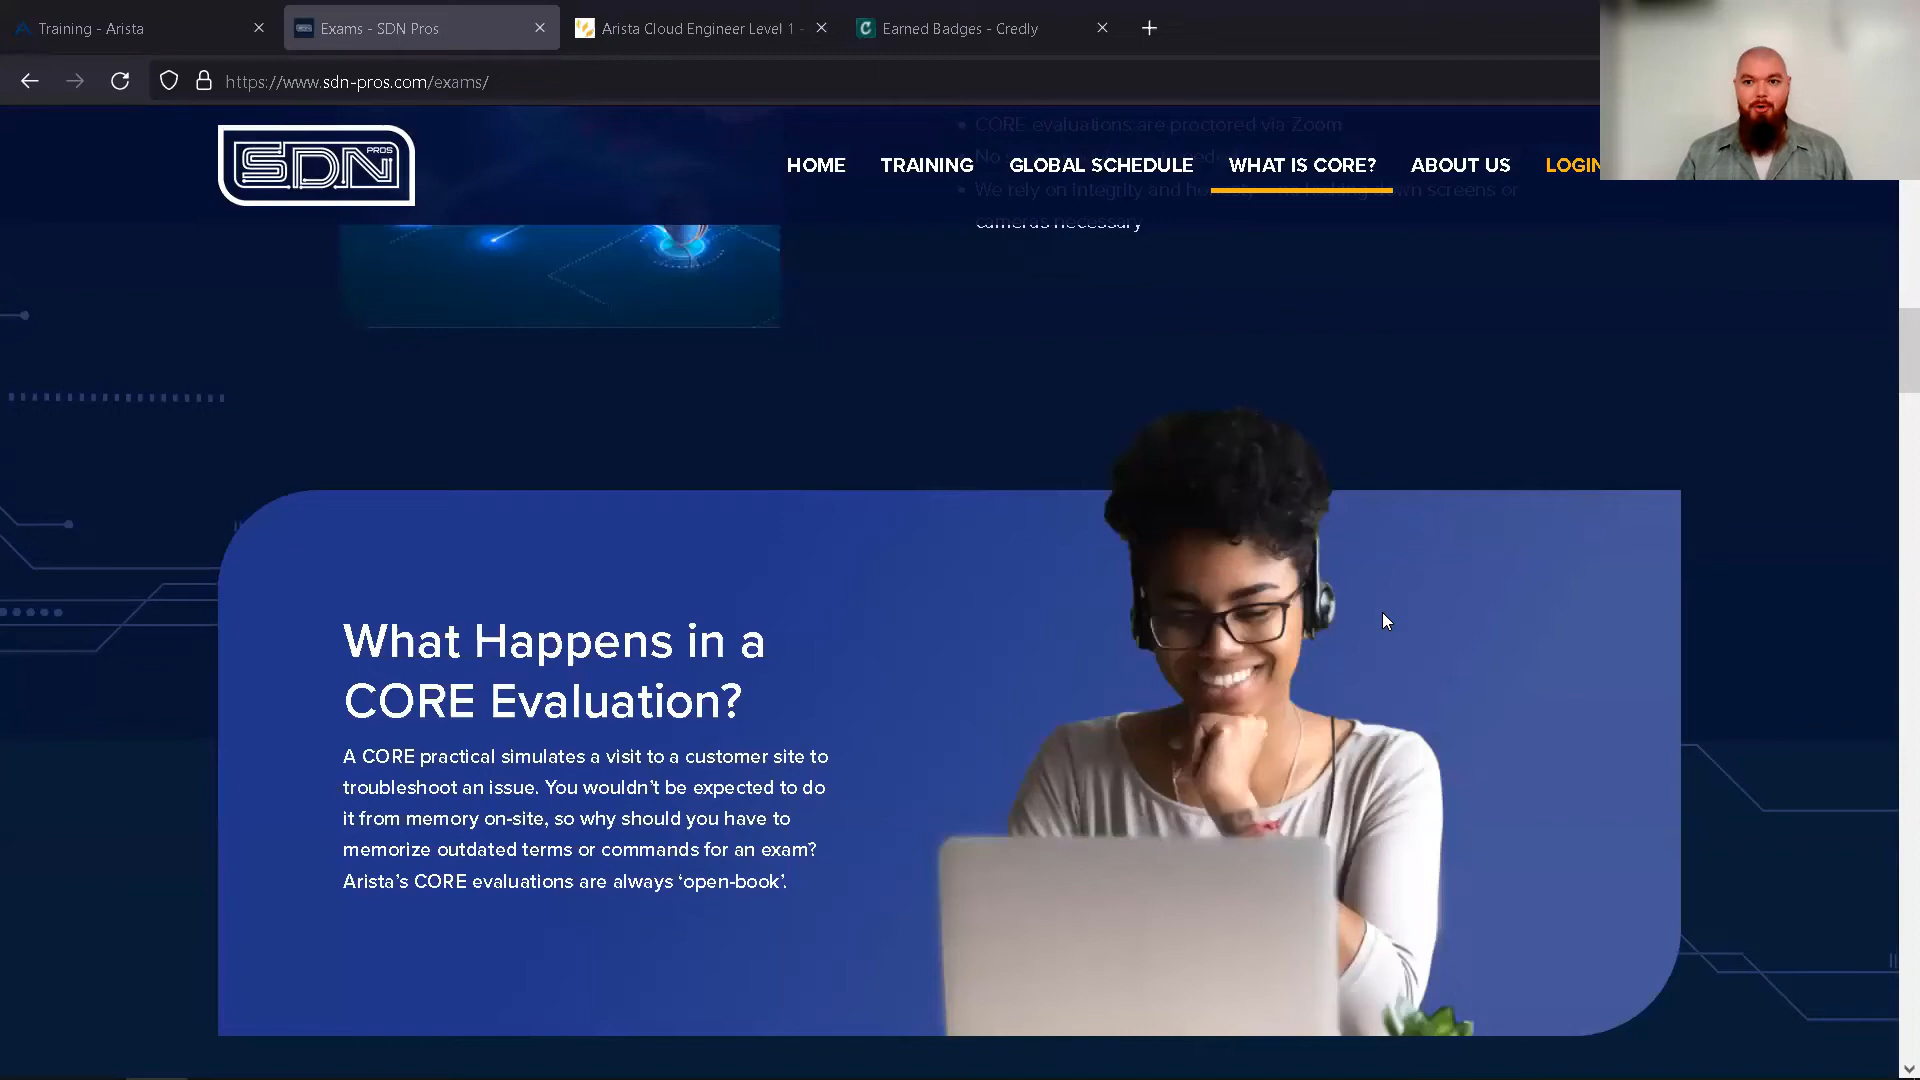 Training - Arista
Exams - SDN Pros
Arista Cloud Engineer Level 1 -
Earned Badges - Credly
https://www.sdn-pros.com/exams/
SDN PROS
HOME TRAINING GLOBAL SCHEDULE WHAT IS CORE? ABOUT US LOGIN
CORE evaluations are proctored via Zoom
No
We rely on integrity and down screens or
cameras necessary
What Happens in a
CORE Evaluation?
A CORE practical simulates a visit to a customer site to
troubleshoot an issue. You wouldn't be expected to do
it from memory on-site, so why should you have to
memorize outdated terms or commands for an exam?
Arista's CORE evaluations are always ‘open-book’.